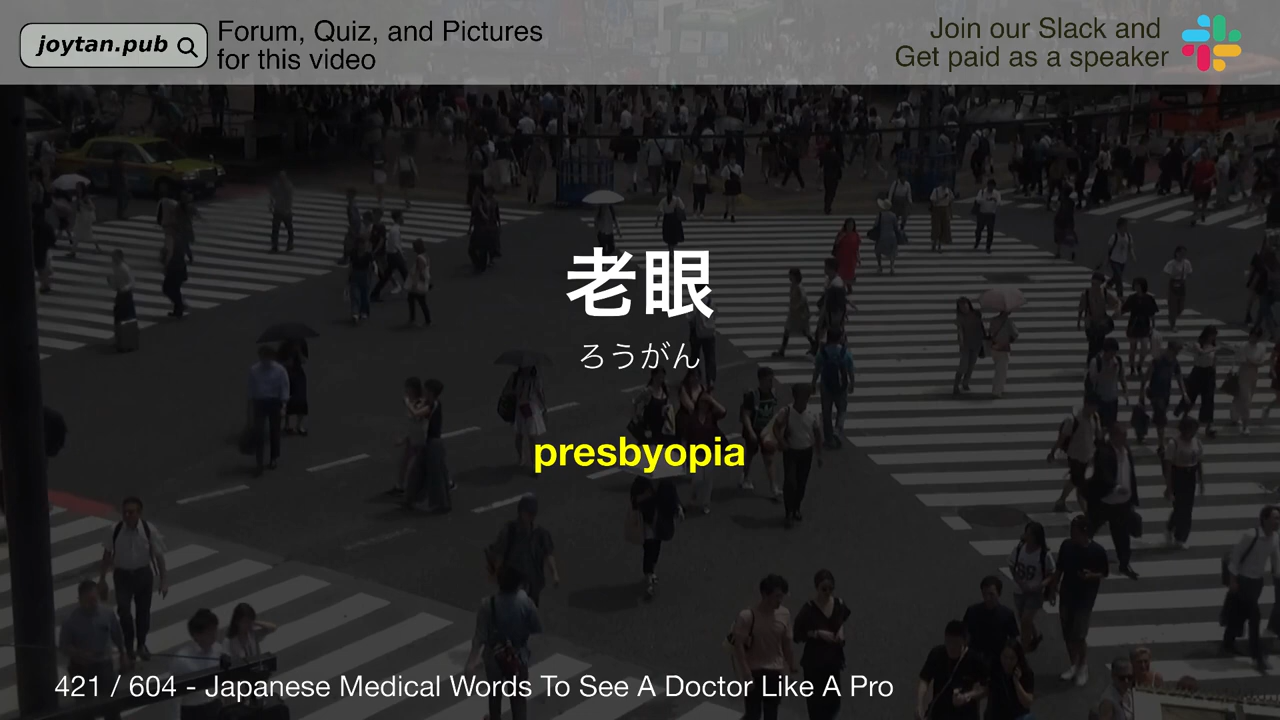 joytan.pub
Forum, Quiz, and Pictures
for this video
Join our Slack and
Get paid as a speaker
老眼
ろうがん
presbyopia
421 / 604 - Japanese Medical Words To See A Doctor Like A Pro